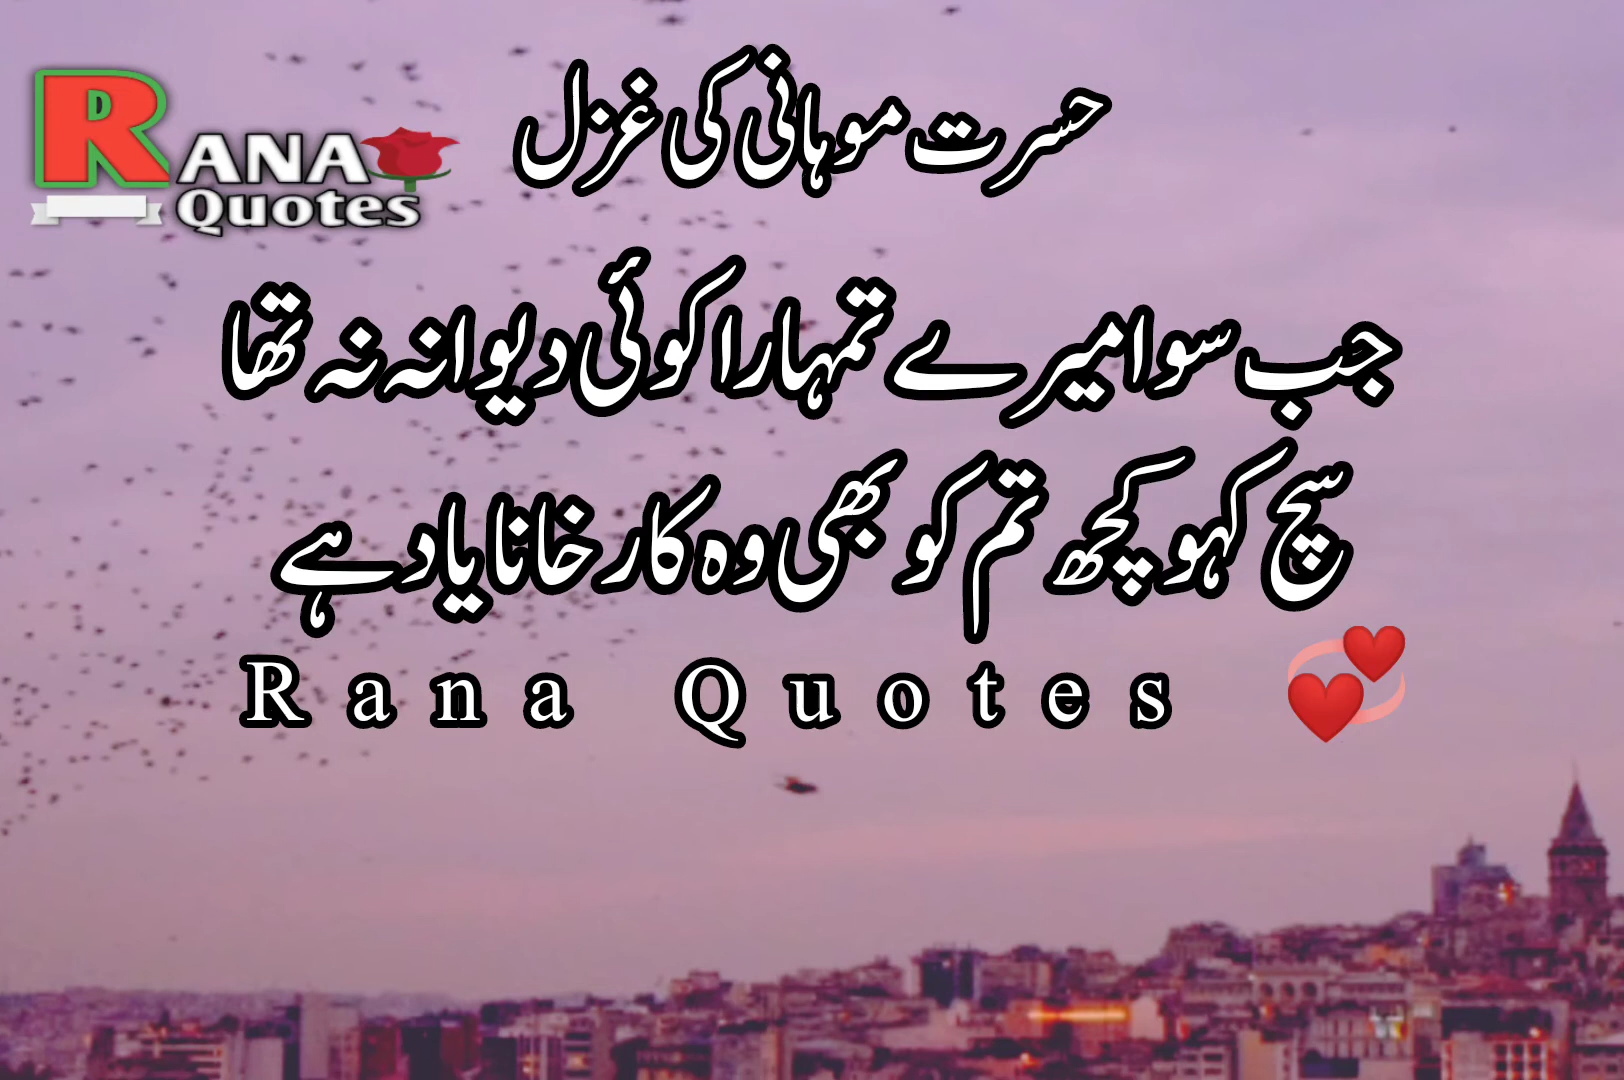 RANA
Quotes
حسرت موہانی کی غزل
جب سوا میرے تمہارا کوئی دیوانہ نہ تھا
سچ کہو کچھ تم کو بھی وہ کارخانا یاد ہے
Rana Quotes 💞